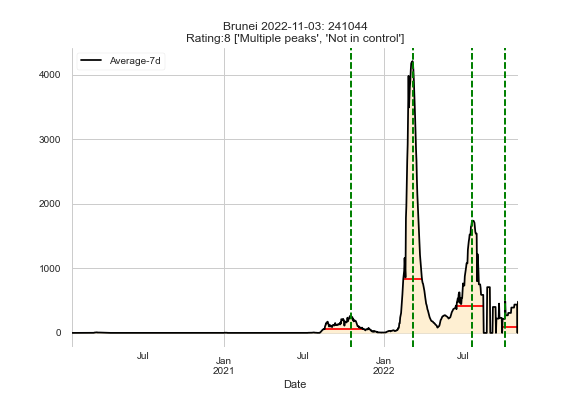 Brunei 2022-11-03: 241044
Rating:8 ['Multiple peaks', 'Not in control']
Average-7d
4000
3000
2000
1000
0
Jul
Jan
2021
Jul
Jan
2022
Jul
Date